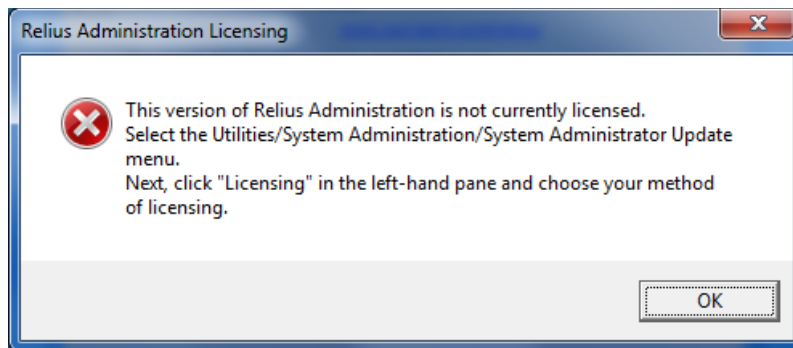 Relius Administration Licensing
This version of Relius Administration is not currently licensed.
Select the Utilities/System Administration/System Administrator Update
menu.
Next, click "Licensing" in the left-hand pane and choose your method
of licensing.
OK